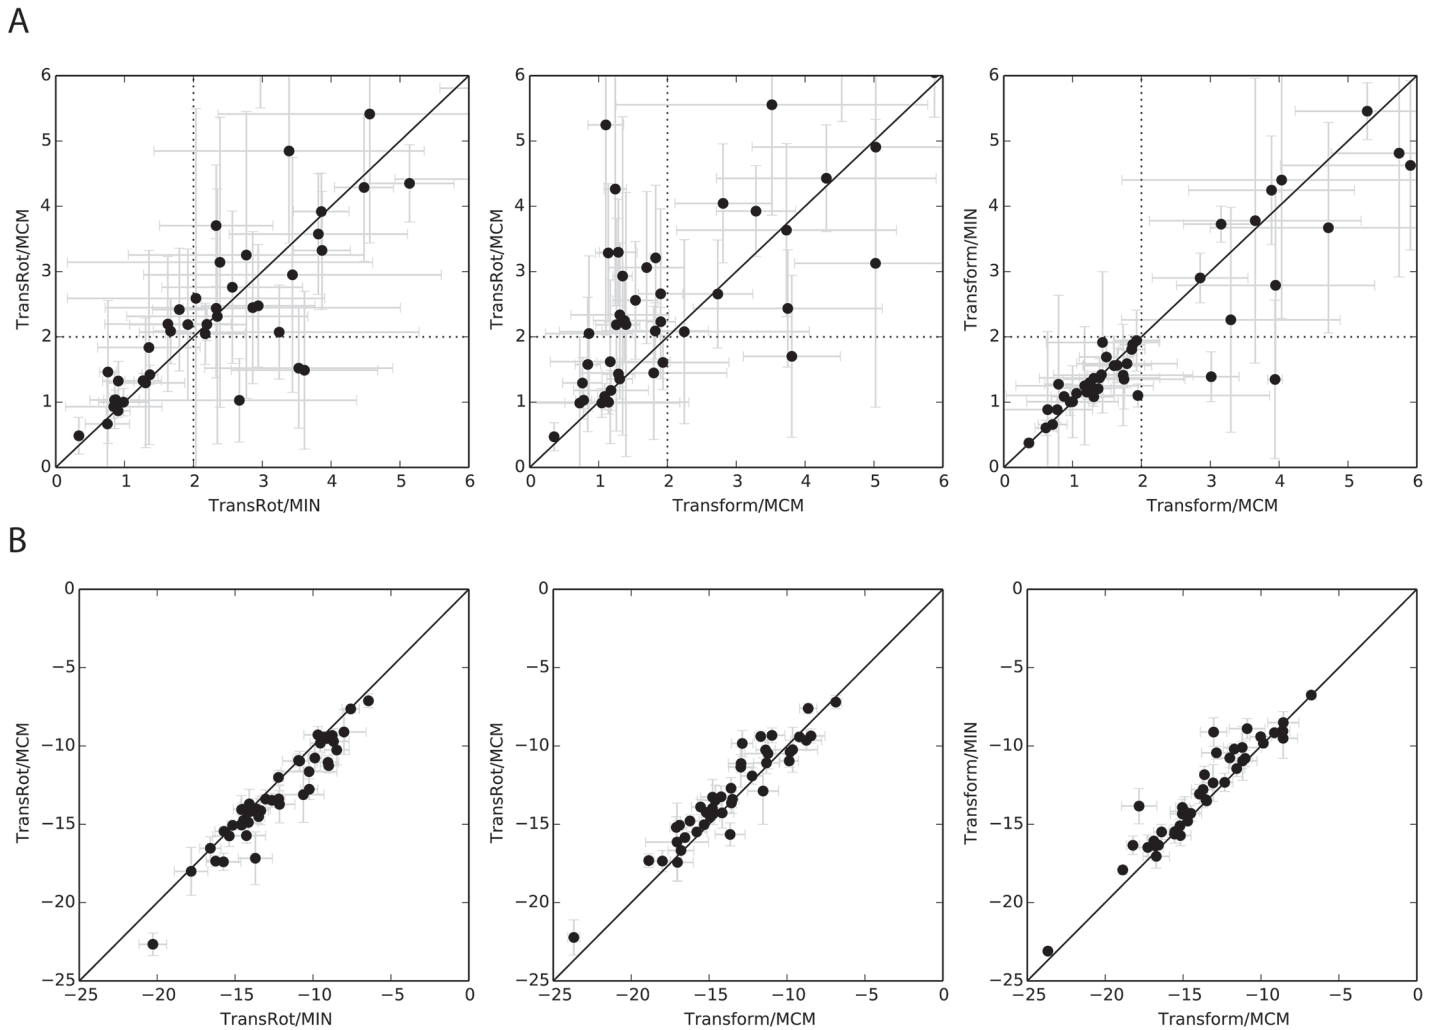 A
6 6 6
5 5 5
4 4 4
3 3 3
2 2 2
1 1 1
0 0 0
TransRot/MCM TransRot/MCM Transform/MIN
0 1 2 3 4 5 6 0 1 2 3 4 5 6 0 1 2 3 4 5 6
TransRot/MIN Transform/MCM Transform/MCM
B
0 0 0
−5 −5 −5
−10 −10 −10
−15 −15 −15
−20 −20 −20
−25 −25 −25
TransRot/MCM TransRot/MCM Transform/MIN
−25 −20 −15 −10 −5 0 −25 −20 −15 −10 −5 0 −25 −20 −15 −10 −5 0
TransRot/MIN Transform/MCM Transform/MCM